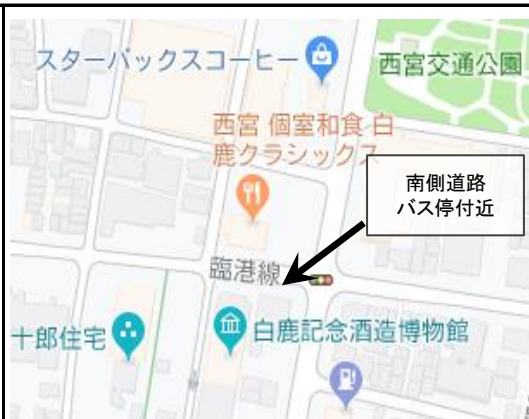 スターバックスコーヒー
西宮交通公園
西宮 個室和食 白
鹿クラシックス
南側道路
バス停付近
臨港線
十郎住宅
白鹿記念酒造博物館